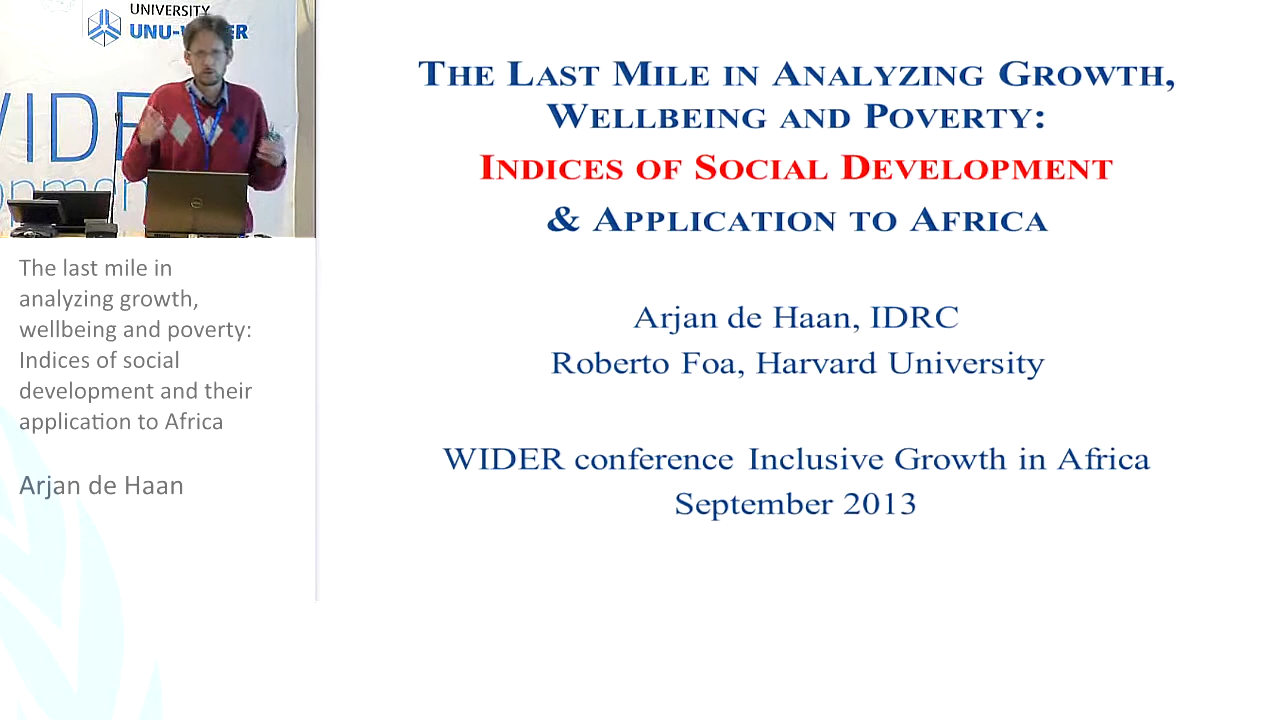 UNIVERSITY
The Last Mile in Analyzing Growth,
Wellbeing and Poverty:
Indices of Social Development
& Application to Africa
Arjan de Haan, IDRC
Roberto Foa, Harvard University
WIDER conference Inclusive Growth in Africa
September 2013
The last mile in
analyzing growth,
wellbeing and poverty:
Indices of social
development and their
application to Africa
Arjan de Haan